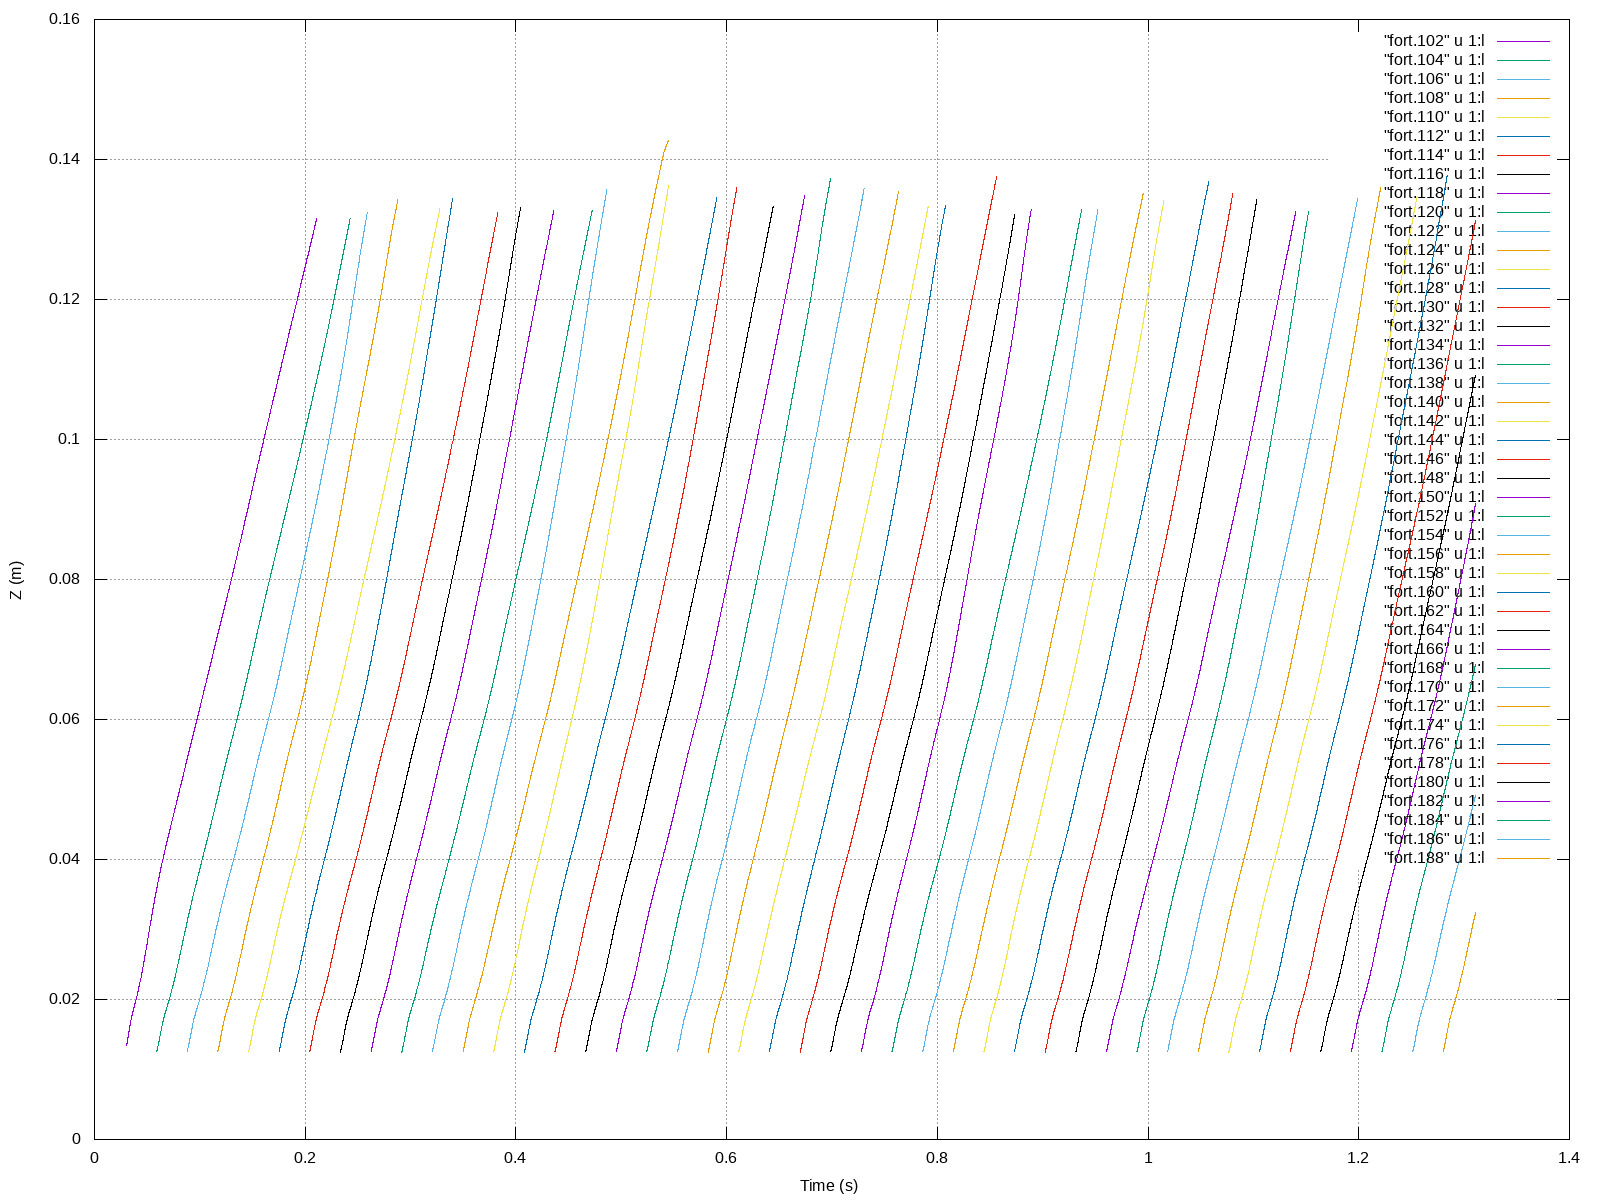 0.16
0.14
0.12
0.1
0.08
0.06
0.04
0.02
0
Z (m)
0
0.2
0.4
0.6
0.8
1
1.2
1.4
Time (s)
"fort.102" u 1:l
"fort.104" u 1:l
"fort.106" u 1:l
"fort.108" u 1:l
"fort.110" u 1:l
"fort.112" u 1:l
"fort.114" u 1:l
"fort.116" u 1:l
"fort.118" u 1:l
"fort.120" u 1:l
"fort.122" u 1:l
"fort.124" u 1:l
"fort.126" u 1:l
"fort.128" u 1:l
"fort.130" u 1:l
"fort.132" u 1:l
"fort.134" u 1:l
"fort.136" u 1:l
"fort.138" u 1:l
"fort.140" u 1:l
"fort.142" u 1:l
"fort.144" u 1:l
"fort.146" u 1:l
"fort.148" u 1:l
"fort.150" u 1:l
"fort.152" u 1:l
"fort.154" u 1:l
"fort.156" u 1:l
"fort.158" u 1:l
"fort.160" u 1:l
"fort.162" u 1:l
"fort.164" u 1:l
"fort.166" u 1:l
"fort.168" u 1:l
"fort.170" u 1:l
"fort.172" u 1:l
"fort.174" u 1:l
"fort.176" u 1:l
"fort.178" u 1:l
"fort.180" u 1:l
"fort.182" u 1:l
"fort.184" u 1:l
"fort.186" u 1:l
"fort.188" u 1:l